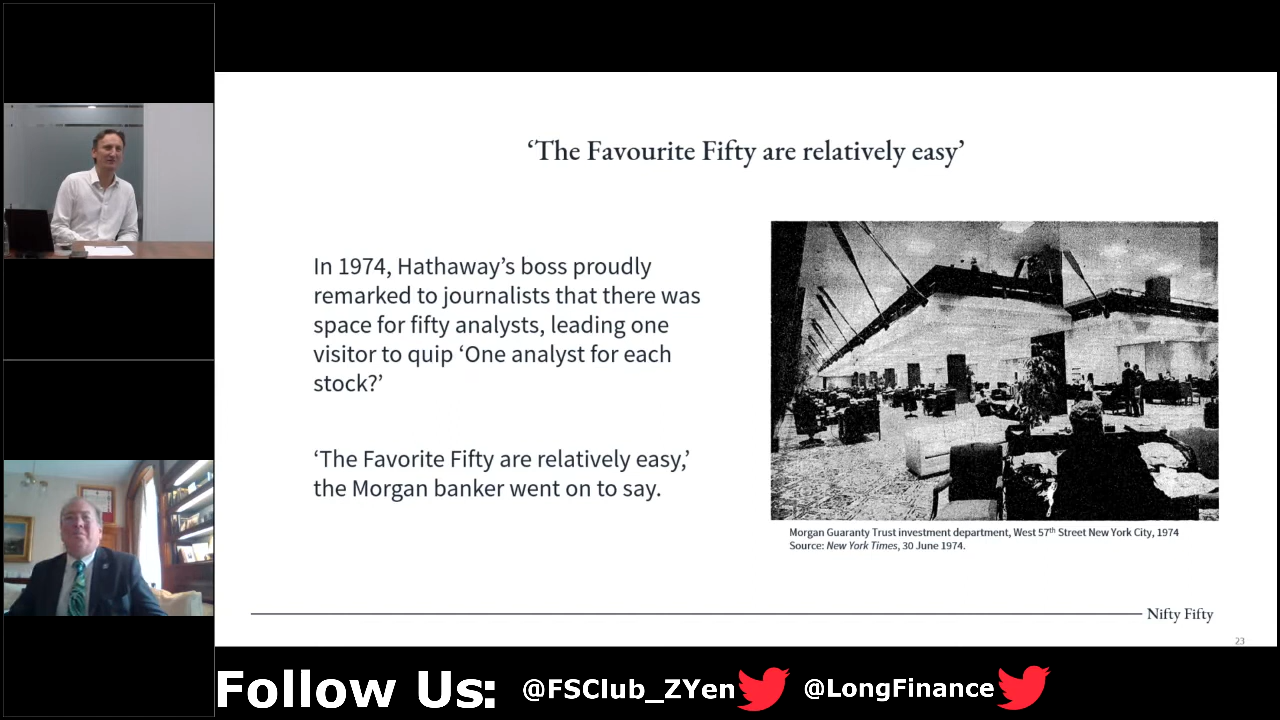 ‘The Favourite Fifty are relatively easy’
In 1974, Hathaway’s boss proudly
remarked to journalists that there was
space for fifty analysts, leading one
visitor to quip ‘One analyst for each
stock?’
‘The Favorite Fifty are relatively easy,’
the Morgan banker went on to say.
Morgan Guaranty Trust investment department, West 57th Street New York City, 1974
Source: New York Times, 30 June 1974.
Nifty Fifty
23
Follow Us: @FSClub_ZYen @LongFinance